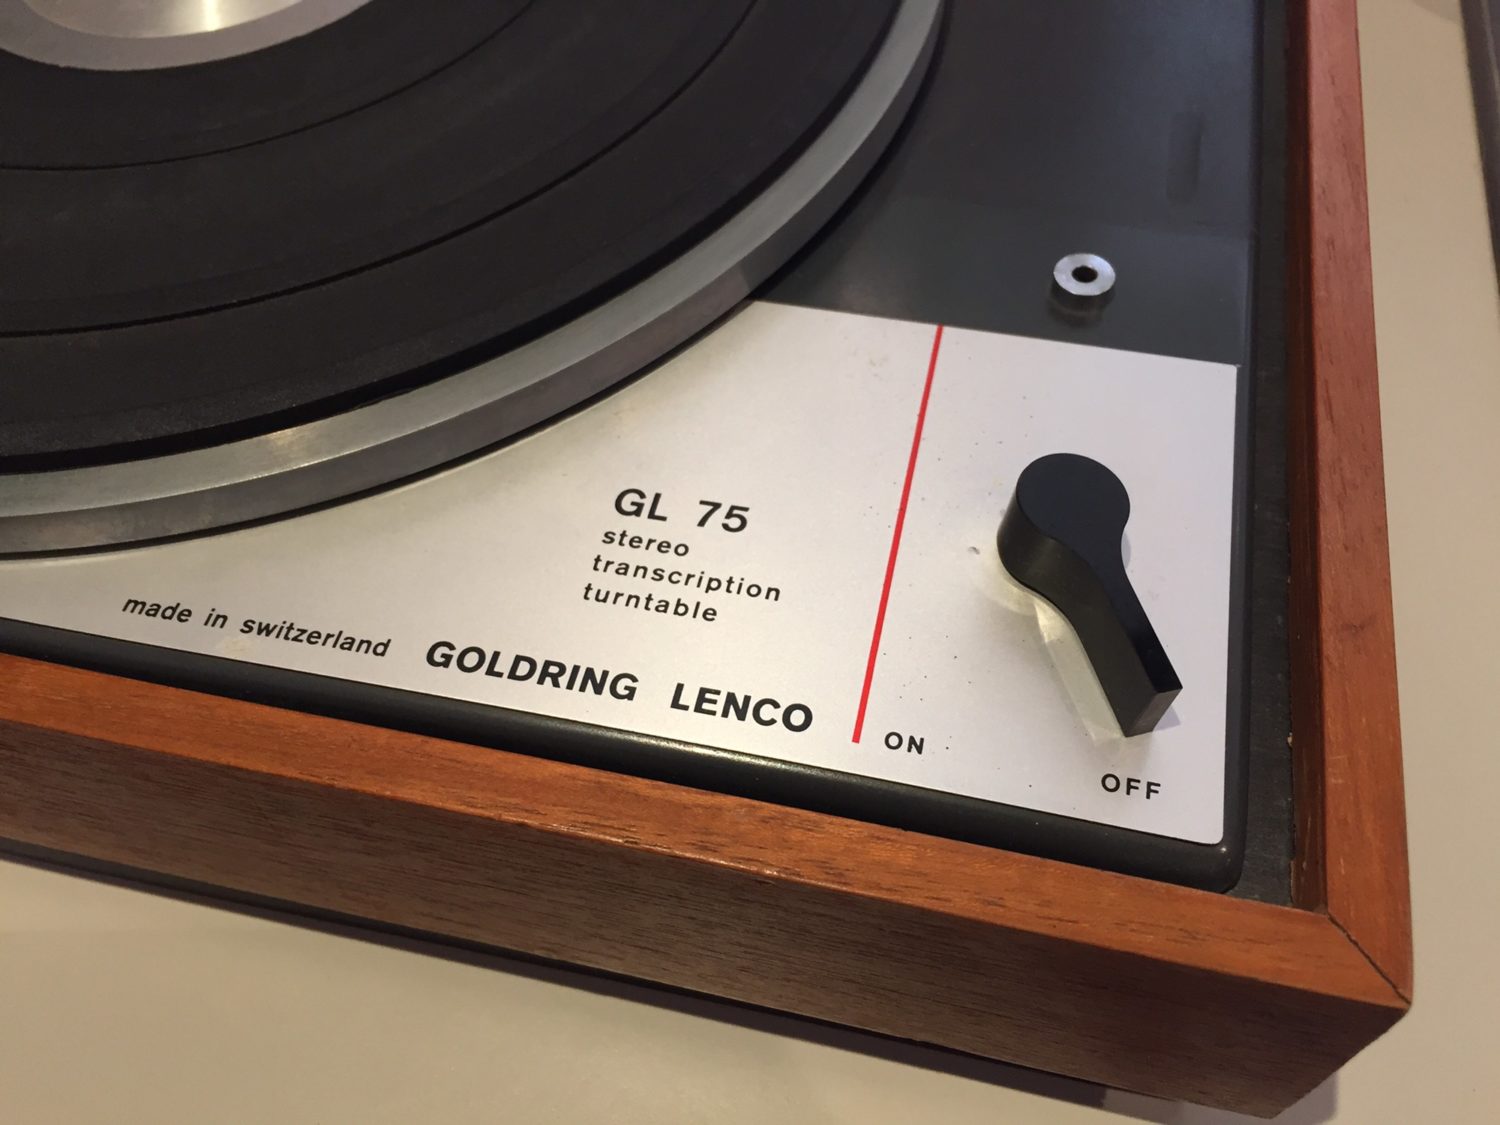 GL 75
stereo
transcription
turntable
made in switzerland GOLDRING LENCO
ON
OFF